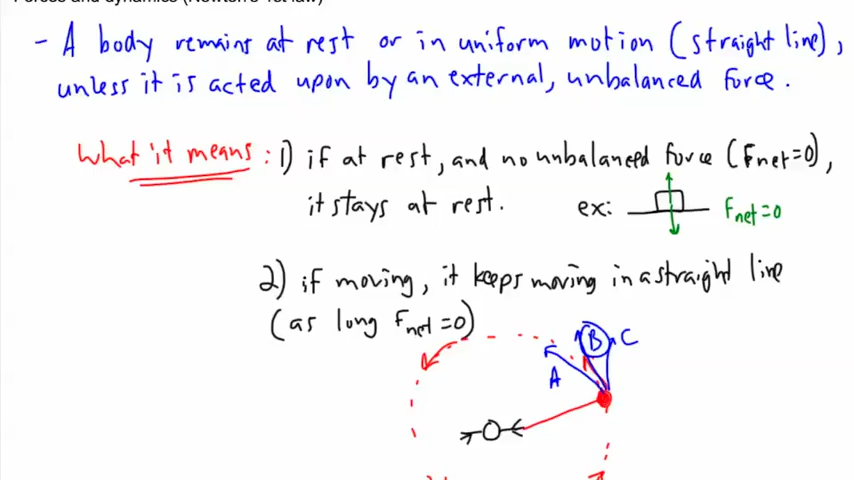 Forces and dynamics (Newton's 1st law)
- A body remains at rest or in uniform motion (straight line),
unless it is acted upon by an external, unbalanced force.
What it means: 1) if at rest, and no unbalanced force (Fnet=0),
it stays at rest. ex: Fnet=0
2) if moving, it keeps moving in a straight line
(as long Fnet=0)
B C
A